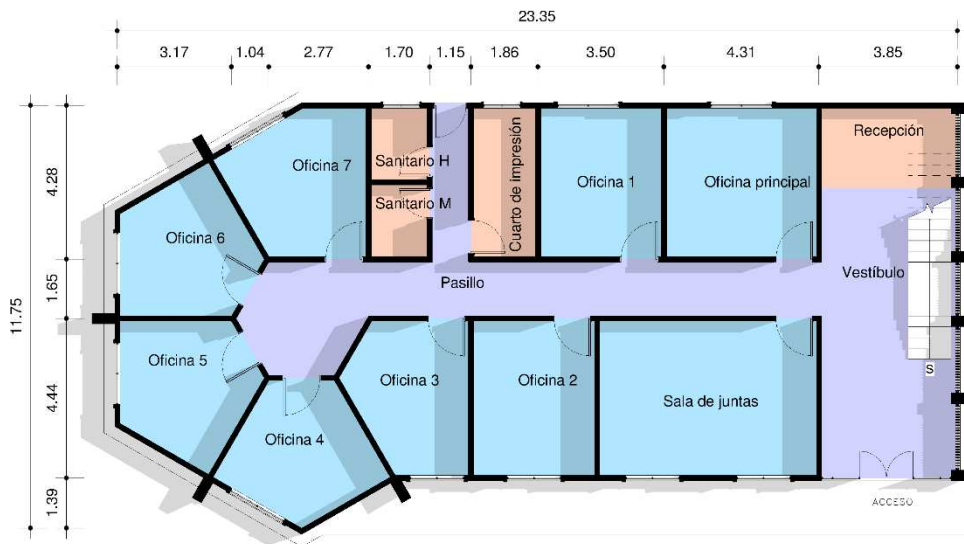 23.35
3.17 1.04 2.77 1.70 1.15 1.86 3.50 4.31 3.85
11.75
4.28
1.65
4.44
1.39
Recepción
Oficina 7
Sanitario H
Sanitario M
Cuarto de impresión
Oficina 1
Oficina principal
Oficina 6
Pasillo
Vestíbulo
Oficina 5
Oficina 3
Oficina 2
Sala de juntas
S
Oficina 4
ACCESO